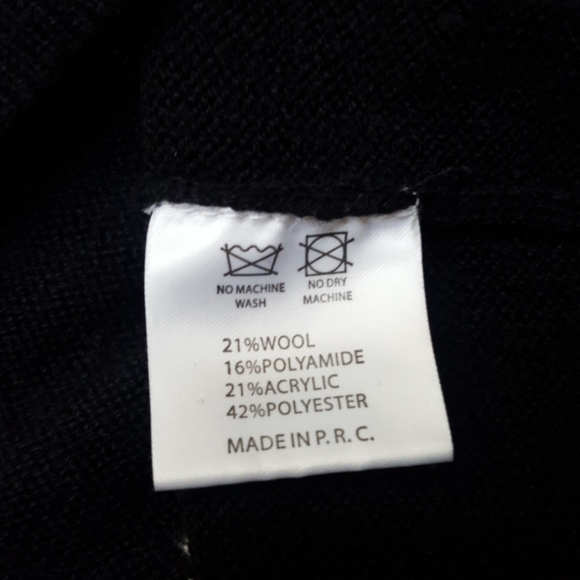 NO MACHINE WASH
NO DRY MACHINE
21%WOOL
16%POLYAMIDE
21%ACRYLIC
42%POLYESTER
MADE IN P. R. C.